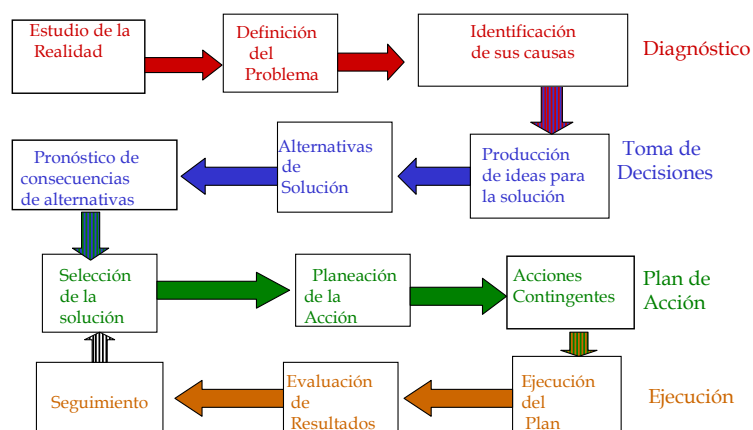 Estudio de la
Realidad
Definición
del
Problema
Identificación
de sus causas
Diagnóstico
Pronóstico de
consecuencias
de alternativas
Alternativas
de
Solución
Producción
de ideas para
la solución
Toma de
Decisiones
Selección
de la
solución
Planeación
de la
Acción
Acciones
Contingentes
Plan de
Acción
Seguimiento
Evaluación
de
Resultados
Ejecución
del
Plan
Ejecución